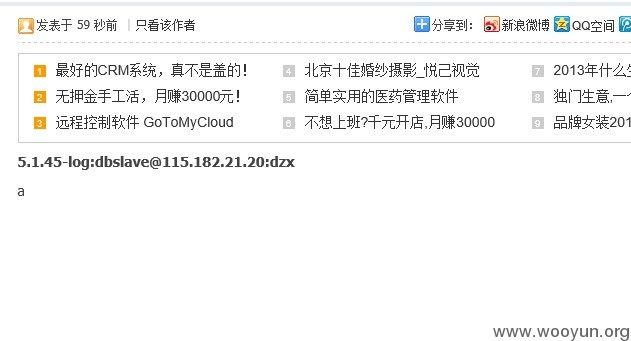 发表于 59 秒前 | 只看该作者 分享到： 新浪微博 QQ空间
1 最好的CRM系统，真不是盖的！ 4 北京十佳婚纱摄影_悦己视觉 7 2013年什么生
2 无押金手工活，月赚30000元！ 5 简单实用的医药管理软件 8 独门生意,一个
3 远程控制软件 GoToMyCloud 6 不想上班?千元开店,月赚30000 9 品牌女装201
5.1.45-log:dbslave@115.182.21.20:dzx
a
www.wooyun.org